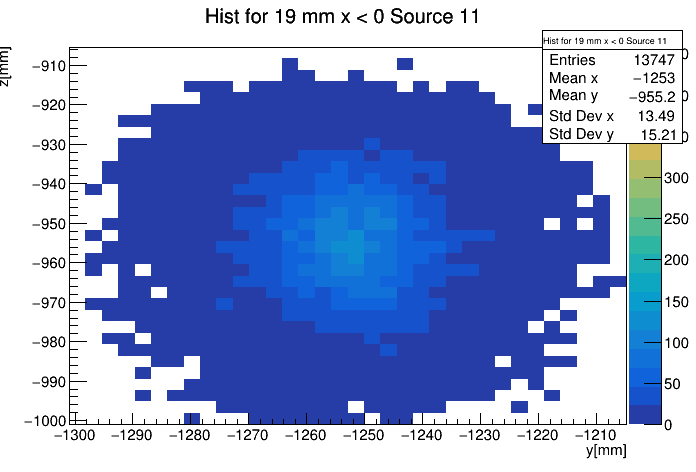 Hist for 19 mm x < 0 Source 11
z[mm]
Hist for 19 mm x < 0 Source 11
Entries 13747
Mean x −1253
Mean y −955.2
Std Dev x 13.49
Std Dev y 15.21
−910
−920
−930
−940
−950
−960
−970
−980
−990
−1000
300
250
200
150
100
50
0
−1300 −1290 −1280 −1270 −1260 −1250 −1240 −1230 −1220 −1210
y[mm]